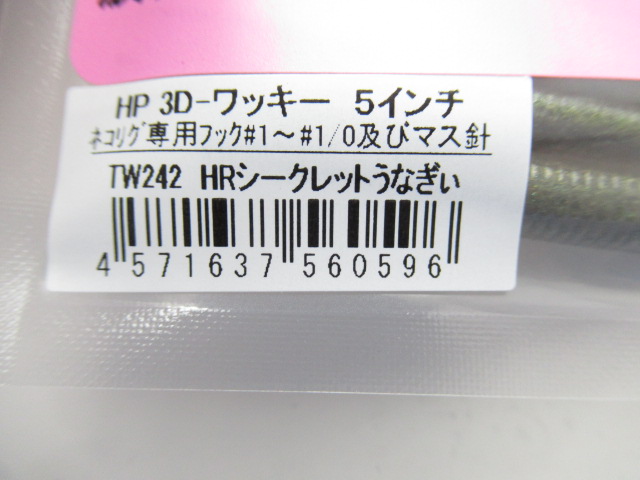 HP 3D-ワッキー 5インチ
ネコリグ専用フック#1～#1/0及びマス針
TW242 HRシークレットうなぎぃ
4 571637 560596